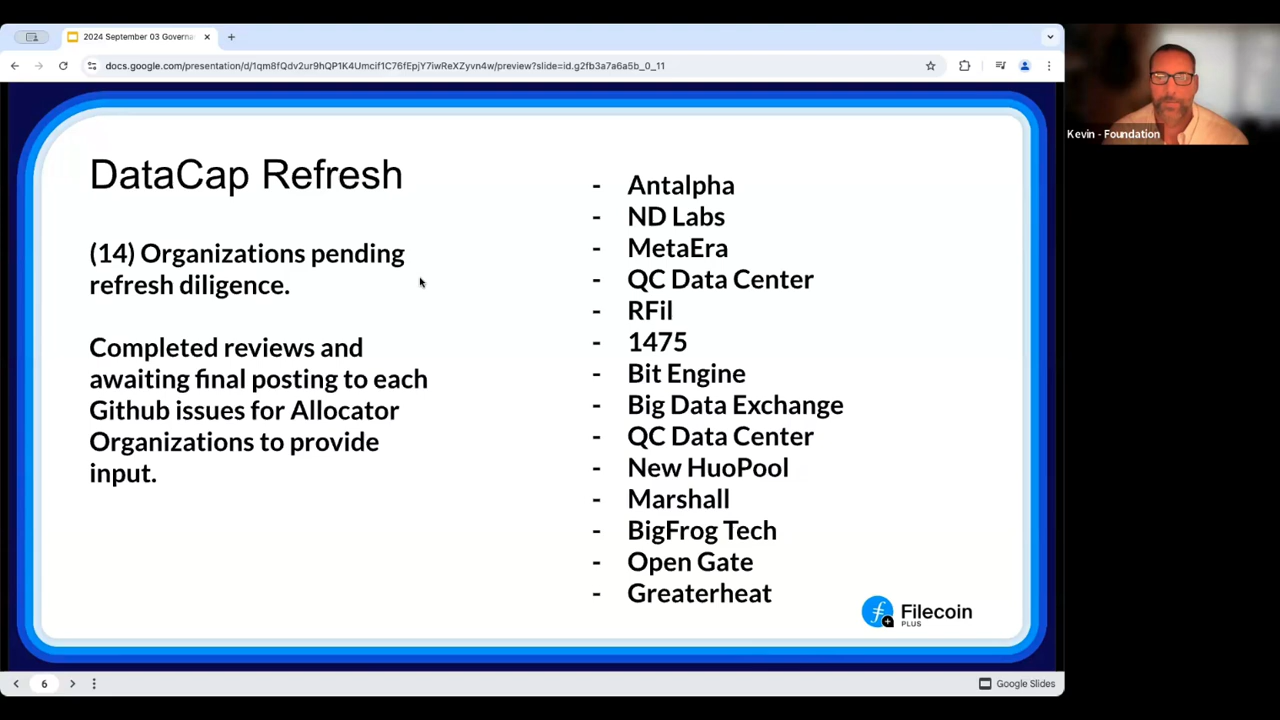 2024 September 03 Governa
docs.google.com/presentation/d/1qm8fQdv2ur9hQP1K4Umcif1C76fEpjY7iwReXZyvn4w/preview?slide=id.g2fb3a7a6a5b_0_11
Kevin - Foundation
DataCap Refresh
(14) Organizations pending
refresh diligence.
Completed reviews and
awaiting final posting to each
Github issues for Allocator
Organizations to provide
input.
- Antalpha
- ND Labs
- MetaEra
- QC Data Center
- RFil
- 1475
- Bit Engine
- Big Data Exchange
- QC Data Center
- New HuoPool
- Marshall
- BigFrog Tech
- Open Gate
- Greaterheat
Filecoin
PLUS
6
Google Slides